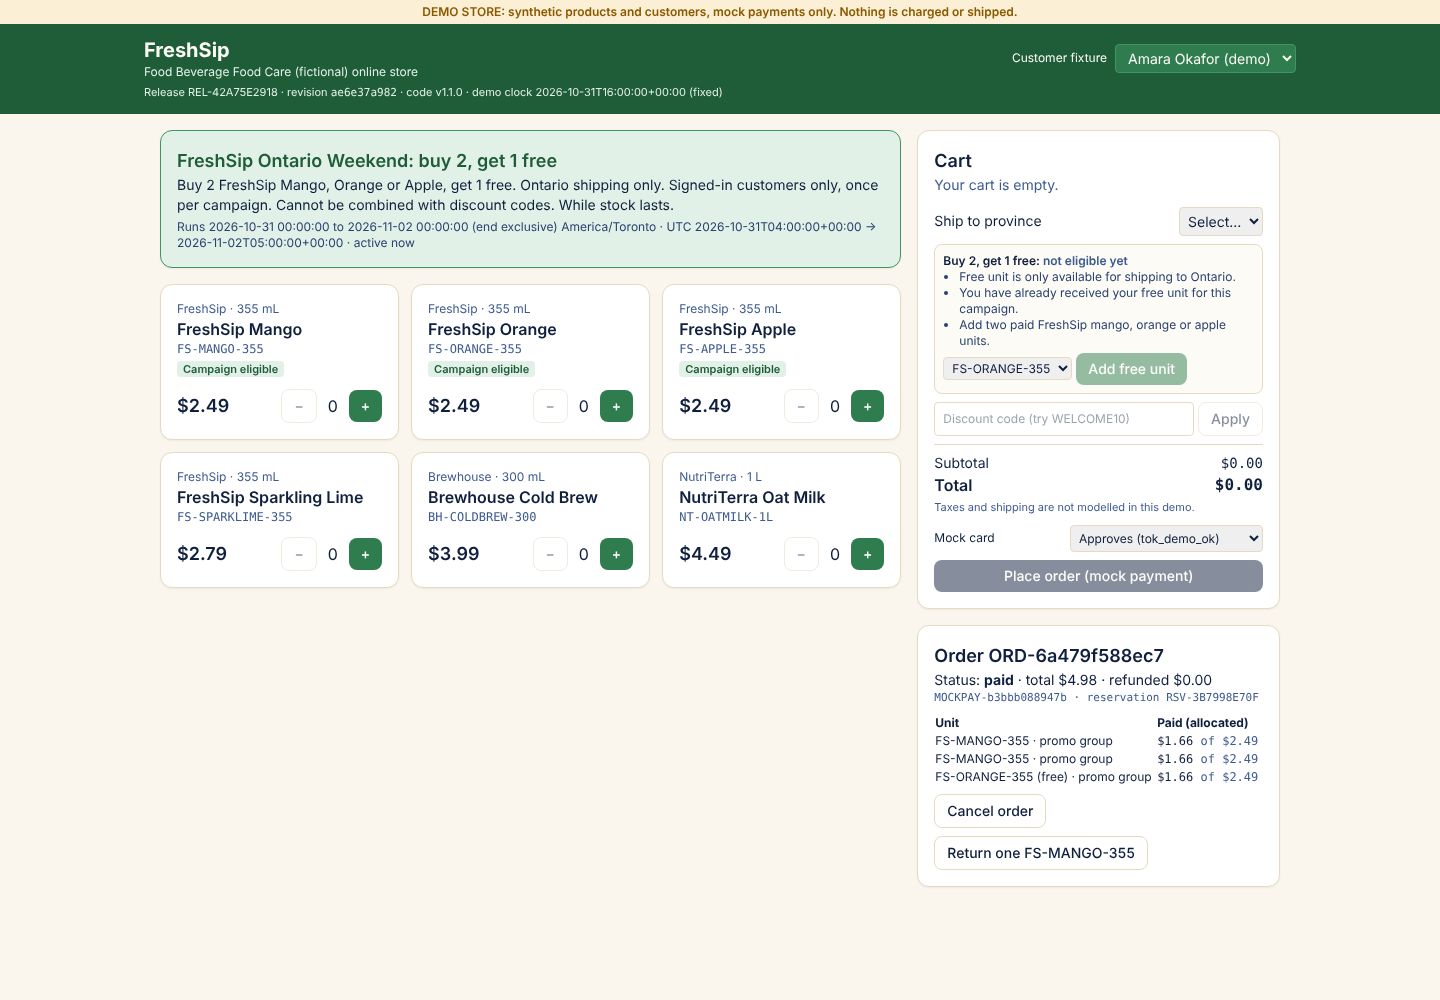 DEMO STORE: synthetic products and customers, mock payments only. Nothing is charged or shipped.
FreshSip
Food Beverage Food Care (fictional) online store
Release REL-42A75E2918 · revision ae6e37a982 · code v1.1.0 · demo clock 2026-10-31T16:00:00+00:00 (fixed)
Customer fixture
Amara Okafor (demo)
FreshSip Ontario Weekend: buy 2, get 1 free
Buy 2 FreshSip Mango, Orange or Apple, get 1 free. Ontario shipping only. Signed-in customers only, once
per campaign. Cannot be combined with discount codes. While stock lasts.
Runs 2026-10-31 00:00:00 to 2026-11-02 00:00:00 (end exclusive) America/Toronto · UTC 2026-10-31T04:00:00+00:00 →
2026-11-02T05:00:00+00:00 · active now
FreshSip · 355 mL
FreshSip Mango
FS-MANGO-355
Campaign eligible
$2.49
−
0
+
FreshSip · 355 mL
FreshSip Orange
FS-ORANGE-355
Campaign eligible
$2.49
−
0
+
FreshSip · 355 mL
FreshSip Apple
FS-APPLE-355
Campaign eligible
$2.49
−
0
+
FreshSip · 355 mL
FreshSip Sparkling Lime
FS-SPARKLIME-355
$2.79
−
0
+
Brewhouse · 300 mL
Brewhouse Cold Brew
BH-COLDBREW-300
$3.99
−
0
+
NutriTerra · 1 L
NutriTerra Oat Milk
NT-OATMILK-1L
$4.49
−
0
+
Cart
Your cart is empty.
Ship to province
Select...
Buy 2, get 1 free: not eligible yet
• Free unit is only available for shipping to Ontario.
• You have already received your free unit for this
campaign.
• Add two paid FreshSip mango, orange or apple
units.
FS-ORANGE-355
Add free unit
Discount code (try WELCOME10)
Apply
Subtotal $0.00
Total $0.00
Taxes and shipping are not modelled in this demo.
Mock card
Approves (tok_demo_ok)
Place order (mock payment)
Order ORD-6a479f588ec7
Status: paid · total $4.98 · refunded $0.00
MOCKPAY-b3bbb088947b · reservation RSV-3B7998E70F
Unit Paid (allocated)
FS-MANGO-355 · promo group $1.66 of $2.49
FS-MANGO-355 · promo group $1.66 of $2.49
FS-ORANGE-355 (free) · promo group $1.66 of $2.49
Cancel order
Return one FS-MANGO-355